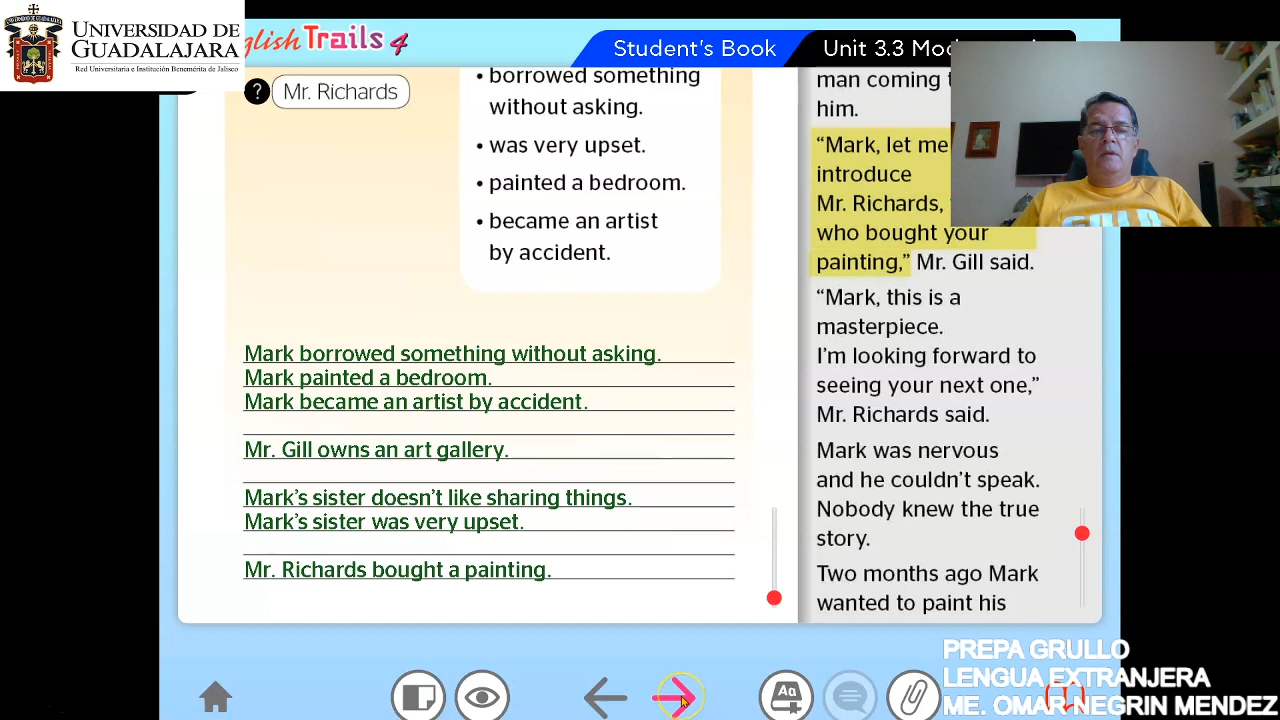 UNIVERSIDAD DE
GUADALAJARA
Red Universitaria e Institución Benemérita de Jalisco
glish Trails 4
Student's Book
Unit 3.3
? Mr. Richards
• borrowed something
without asking.
• was very upset.
• painted a bedroom.
• became an artist
by accident.
Mark borrowed something without asking.
Mark painted a bedroom.
Mark became an artist by accident.
Mr. Gill owns an art gallery.
Mark's sister doesn't like sharing things.
Mark's sister was very upset.
Mr. Richards bought a painting.
man coming
him.
“Mark, let me
introduce
Mr. Richards,
who bought your
painting,” Mr. Gill said.
“Mark, this is a
masterpiece.
I'm looking forward to
seeing your next one,”
Mr. Richards said.
Mark was nervous
and he couldn't speak.
Nobody knew the true
story.
Two months ago Mark
wanted to paint his
Aa
PREPA GRULLO
LENGUA EXTRANJERA
ME. OMAR NEGRIN MENDEZ